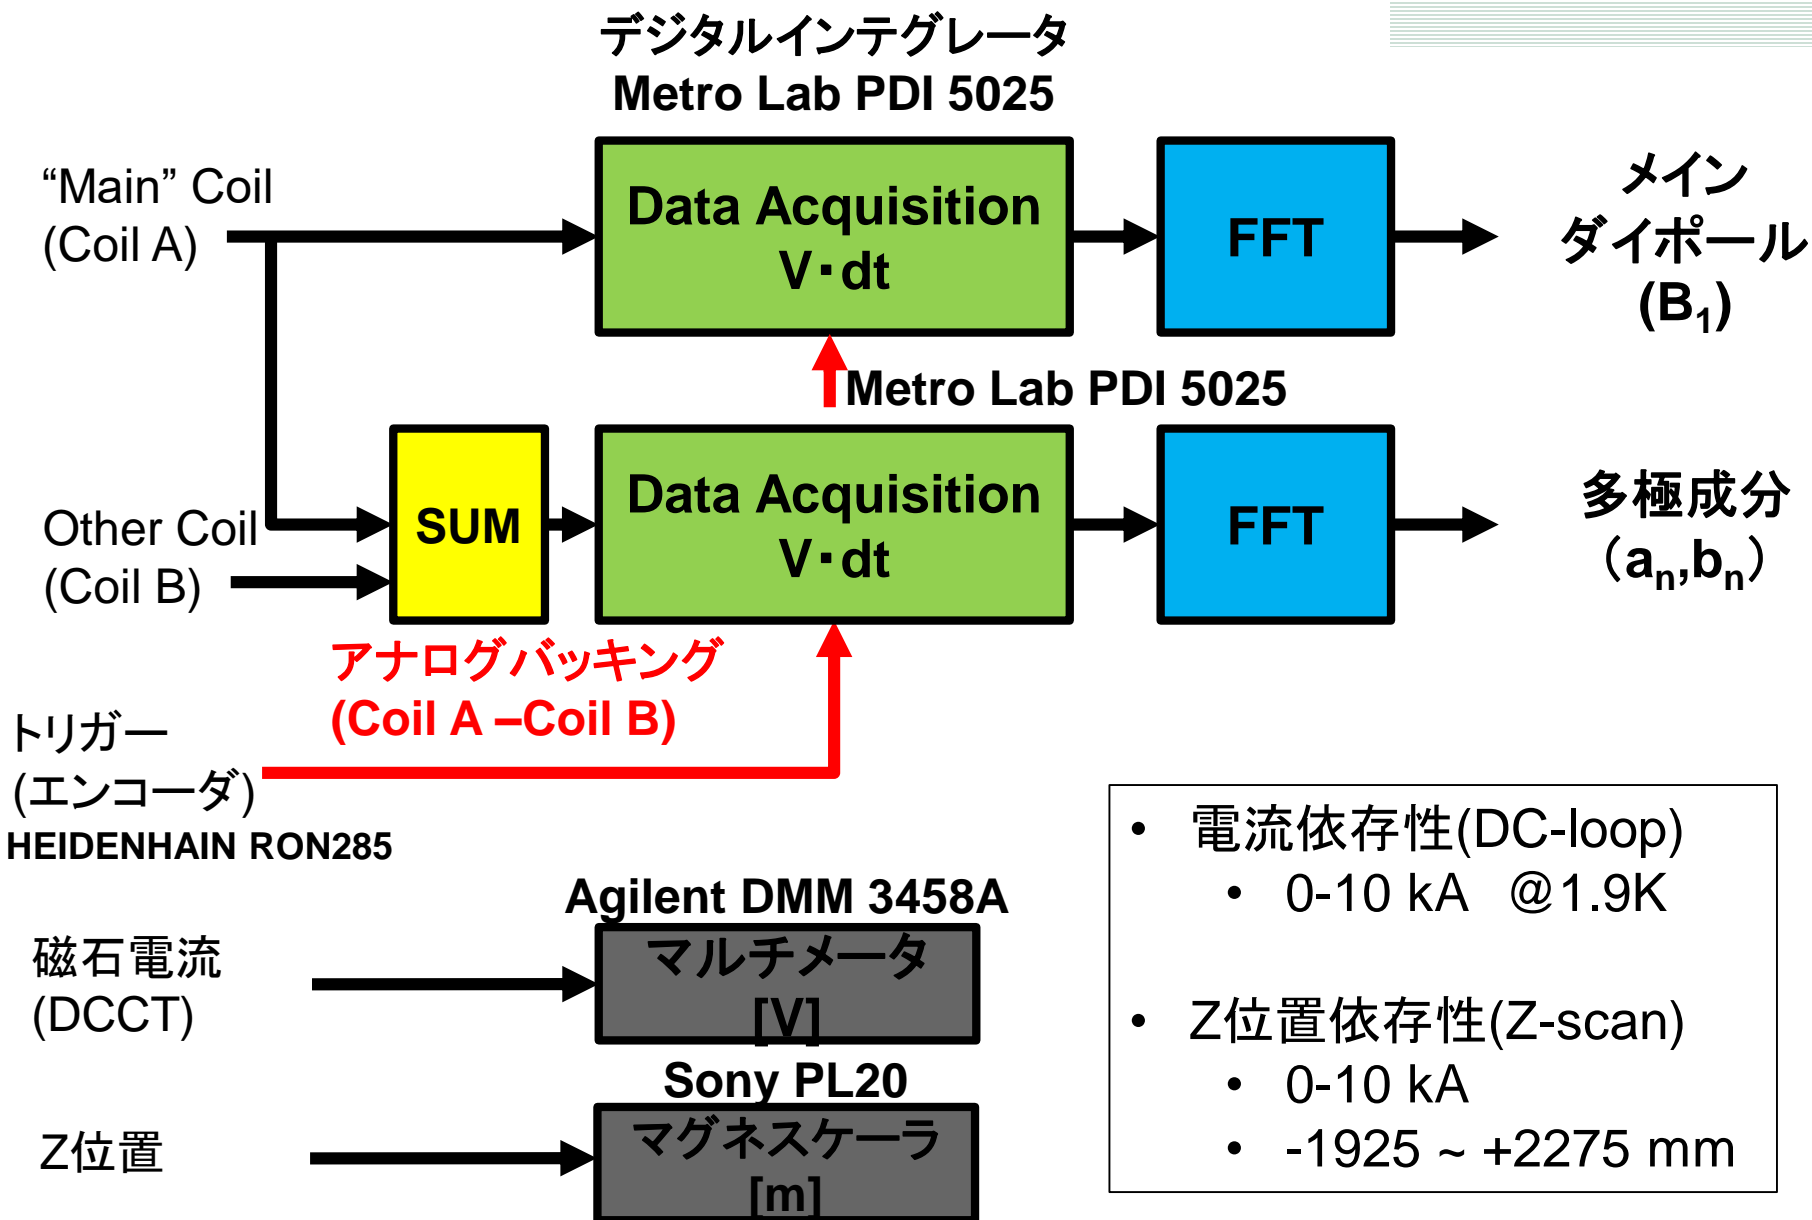 デジタルインテグレータ
Metro Lab PDI 5025
“Main” Coil
(Coil A)
Data Acquisition
V・dt
FFT
メイン
ダイポール
(B₁)
Metro Lab PDI 5025
Other Coil
(Coil B)
SUM
Data Acquisition
V・dt
FFT
多極成分
（aₙ,bₙ）
アナログバッキング
(Coil A –Coil B)
トリガー
(エンコーダ)
HEIDENHAIN RON285
磁石電流
(DCCT)
Agilent DMM 3458A
マルチメータ
[V]
Z位置
Sony PL20
マグネスケーラ
[m]
• 電流依存性(DC-loop)
• 0-10 kA @1.9K
• Z位置依存性(Z-scan)
• 0-10 kA
• -1925 ~ +2275 mm